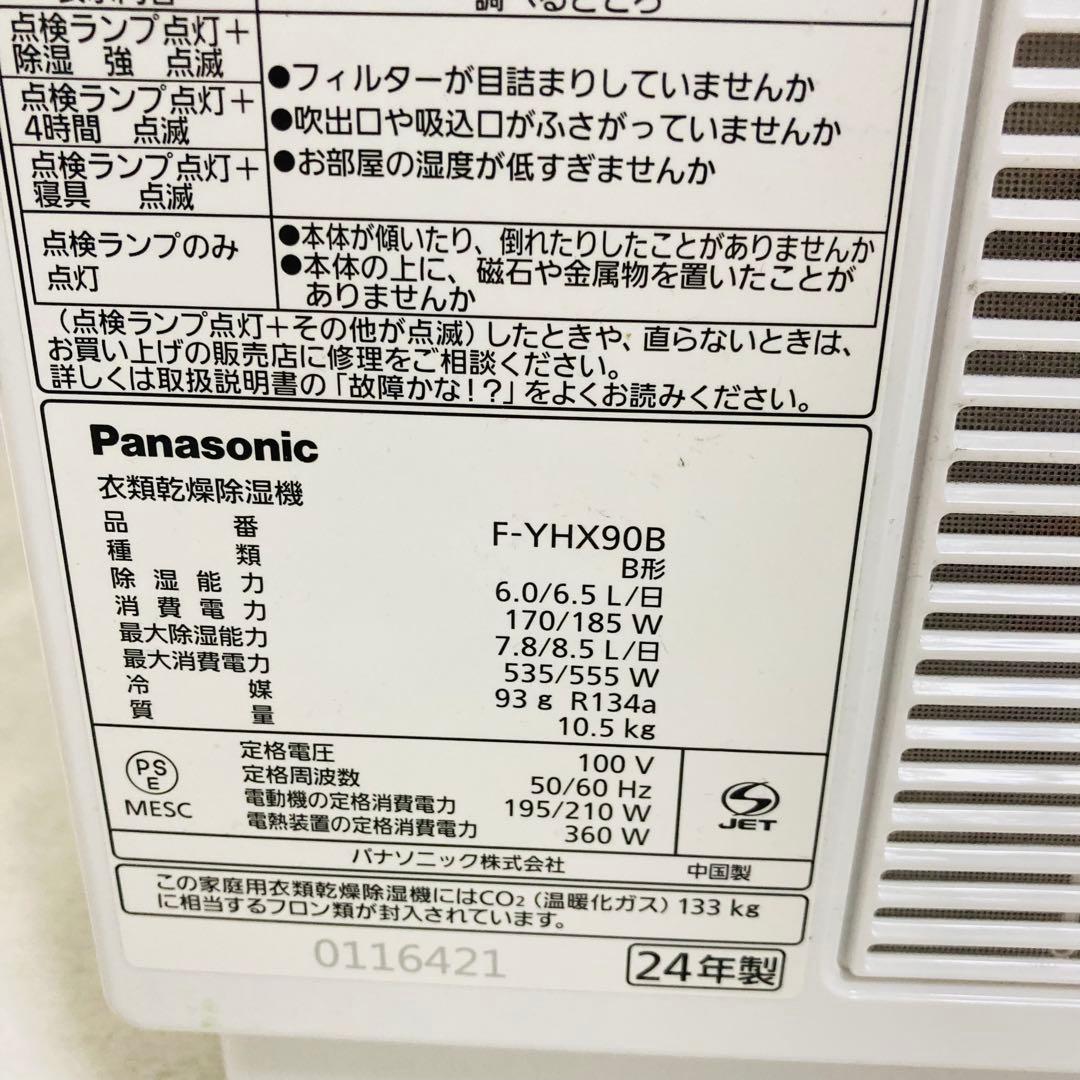 点検ランプ点灯＋
除湿　強　点滅
点検ランプ点灯＋
4時間　点滅
点検ランプ点灯＋
寝具　点滅
●フィルターが目詰まりしていませんか
●吹出口や吸込口がふさがっていませんか
●お部屋の湿度が低すぎませんか
点検ランプのみ
点灯
●本体が傾いたり、倒れたりしたことがありませんか
●本体の上に、磁石や金属物を置いたことが
ありませんか
（点検ランプ点灯＋その他が点滅）したときや、直らないときは、
お買い上げの販売店に修理をご相談ください。
詳しくは取扱説明書の「故障かな！？」をよくお読みください。
Panasonic
衣類乾燥除湿機
品番 F-YHX90B
種類 B形
除湿能力 6.0/6.5 L/日
消費電力 170/185 W
最大除湿能力 7.8/8.5 L/日
最大消費電力 535/555 W
冷媒 93 g R134a
質量 10.5 kg
PS
E
MESC
定格電圧 100 V
定格周波数 50/60 Hz
電動機の定格消費電力 195/210 W
電熱装置の定格消費電力 360 W
JET
パナソニック株式会社 中国製
この家庭用衣類乾燥除湿機にはCO₂（温暖化ガス）133 kg
に相当するフロン類が封入されています。
0116421
24年製